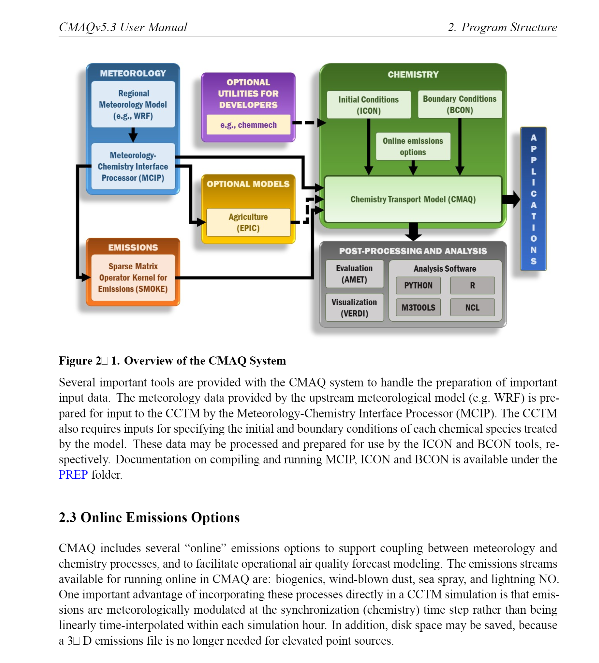 CMAQv5.3 User Manual
2. Program Structure
METEOROLOGY
Regional
Meteorology Model
(e.g., WRF)
Meteorology-
Chemistry Interface
Processor (MCIP)
EMISSIONS
Sparse Matrix
Operator Kernel for
Emissions (SMOKE)
OPTIONAL
UTILITIES FOR
DEVELOPERS
e.g., chemmech
OPTIONAL MODELS
Agriculture
(EPIC)
CHEMISTRY
Initial Conditions
(ICON)
Boundary Conditions
(BCON)
Online emissions
options
Chemistry Transport Model (CMAQ)
POST-PROCESSING AND ANALYSIS
Evaluation
(AMET)
Visualization
(VERDI)
Analysis Software
PYTHON
R
M3TOOLS
NCL
APPLICATIONS
Figure 2□ 1. Overview of the CMAQ System
Several important tools are provided with the CMAQ system to handle the preparation of important
input data. The meteorology data provided by the upstream meteorological model (e.g. WRF) is pre-
pared for input to the CCTM by the Meteorology-Chemistry Interface Processor (MCIP). The CCTM
also requires inputs for specifying the initial and boundary conditions of each chemical species treated
by the model. These data may be processed and prepared for use by the ICON and BCON tools, re-
spectively. Documentation on compiling and running MCIP, ICON and BCON is available under the
PREP folder.
2.3 Online Emissions Options
CMAQ includes several “online” emissions options to support coupling between meteorology and
chemistry processes, and to facilitate operational air quality forecast modeling. The emissions streams
available for running online in CMAQ are: biogenics, wind-blown dust, sea spray, and lightning NO.
One important advantage of incorporating these processes directly in a CCTM simulation is that emis-
sions are meteorologically modulated at the synchronization (chemistry) time step rather than being
linearly time-interpolated within each simulation hour. In addition, disk space may be saved, because
a 3□ D emissions file is no longer needed for elevated point sources.